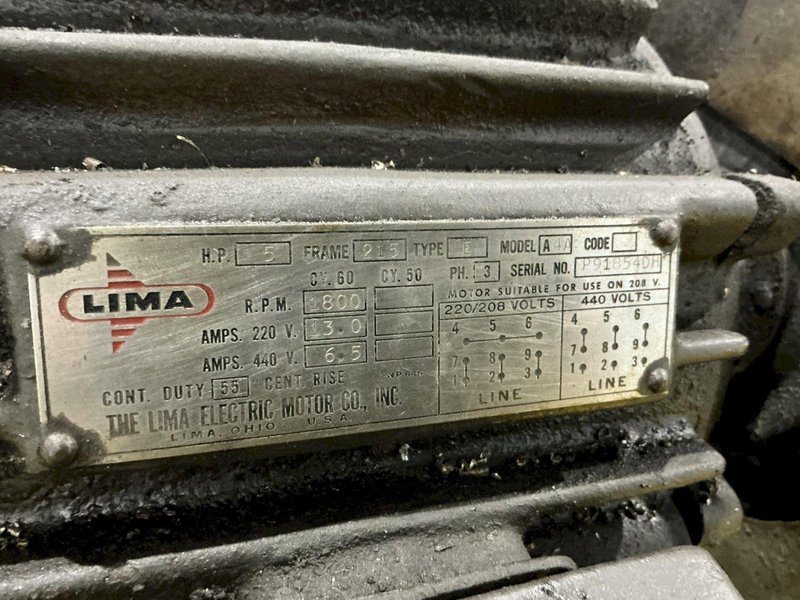 H.P. 5 FRAME 215 TYPE E MODEL A 4A CODE
PH. 3 SERIAL NO. P91854DH
LIMA
CY. 60 CY. 50
MOTOR SUITABLE FOR USE ON 208 V.
R.P.M. 1800
220/208 VOLTS 440 VOLTS
AMPS. 220 V. 13.0
4 5 6 4 5 6
AMPS. 440 V. 6.5
7 8 9 7 8 9
1 2 3 1 2 3
CONT. DUTY 55 ° CENT. RISE
LINE LINE
THE LIMA ELECTRIC MOTOR CO., INC.
LIMA, OHIO U.S.A.